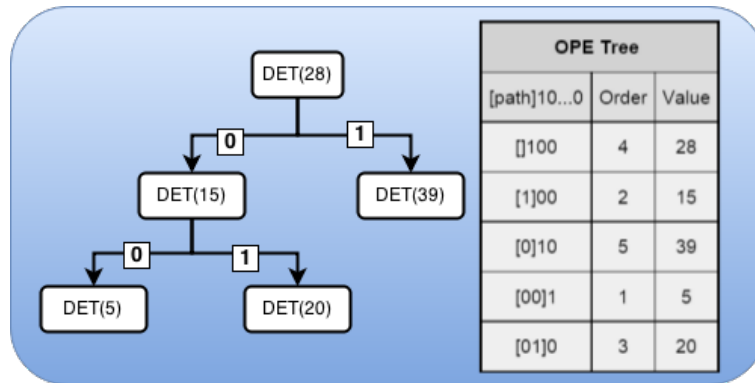 DET(28)
0
1
DET(15)
DET(39)
0
1
DET(5)
DET(20)
OPE Tree
[path]10...0 Order Value
[]100 4 28
[1]00 2 15
[0]10 5 39
[00]1 1 5
[01]0 3 20